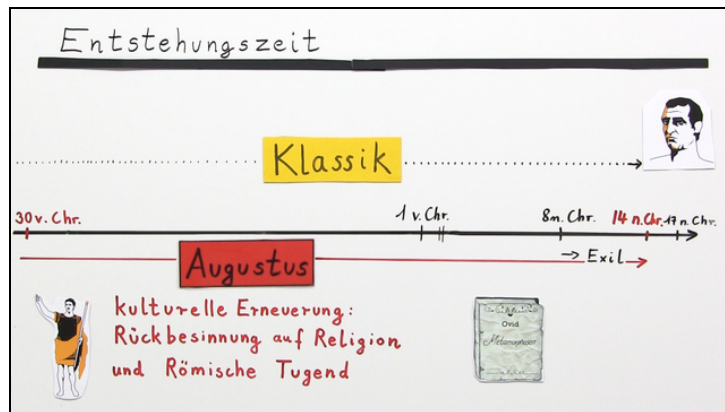 Entstehungszeit
Klassik
30 v. Chr.
1 v. Chr.
8 n. Chr.
14 n. Chr.
17 n. Chr.
→ Exil →
Augustus
kulturelle Erneuerung:
Rückbesinnung auf Religion
und Römische Tugend
Ovid
Metamorphosen